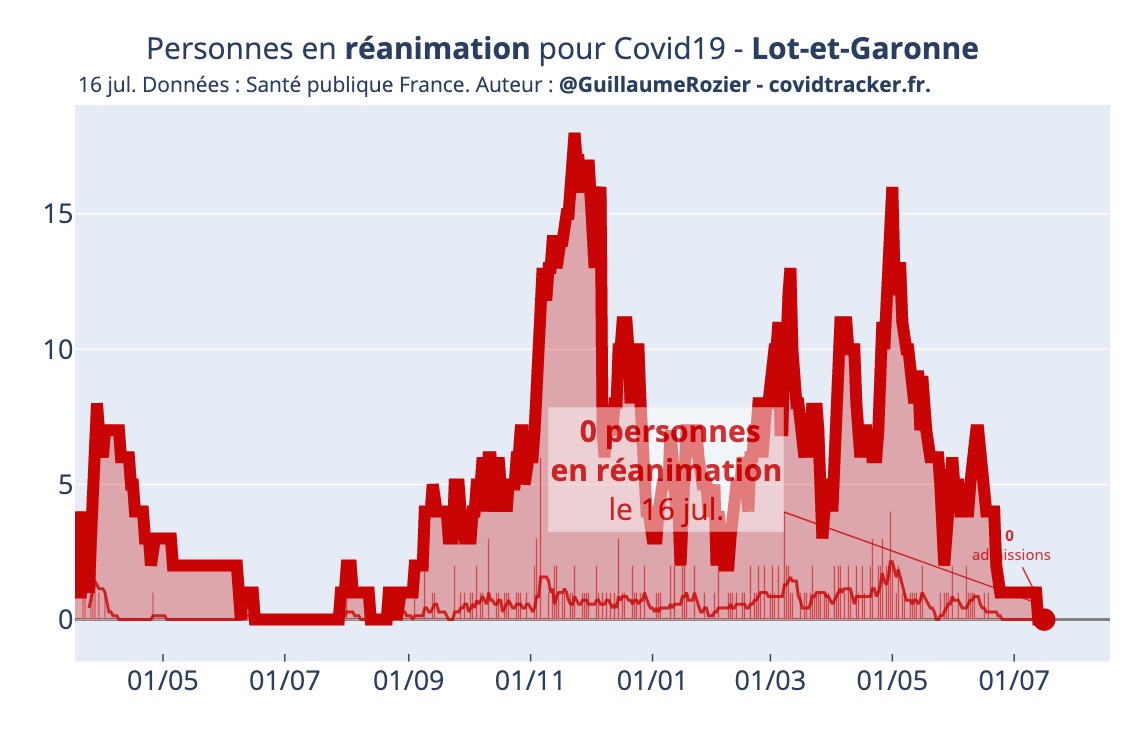 Personnes en réanimation pour Covid19 - Lot-et-Garonne
16 jul. Données : Santé publique France. Auteur : @GuillaumeRozier - covidtracker.fr.
15
10
5
0
0 personnes
en réanimation
le 16 jul.
0
admissions
01/05
01/07
01/09
01/11
01/01
01/03
01/05
01/07